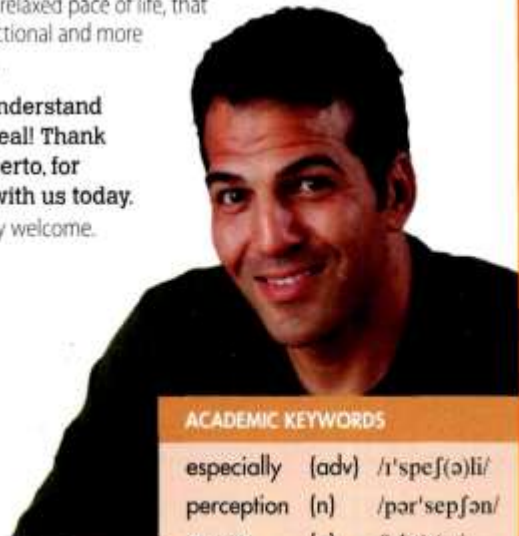 relaxed pace of life, that
ctional and more
nderstand
eal! Thank
erto, for
with us today.
y welcome.
ACADEMIC KEYWORDS
especially (adv) /ɪˈspeʃ(ə)li/
perception (n) /pərˈsepʃən/